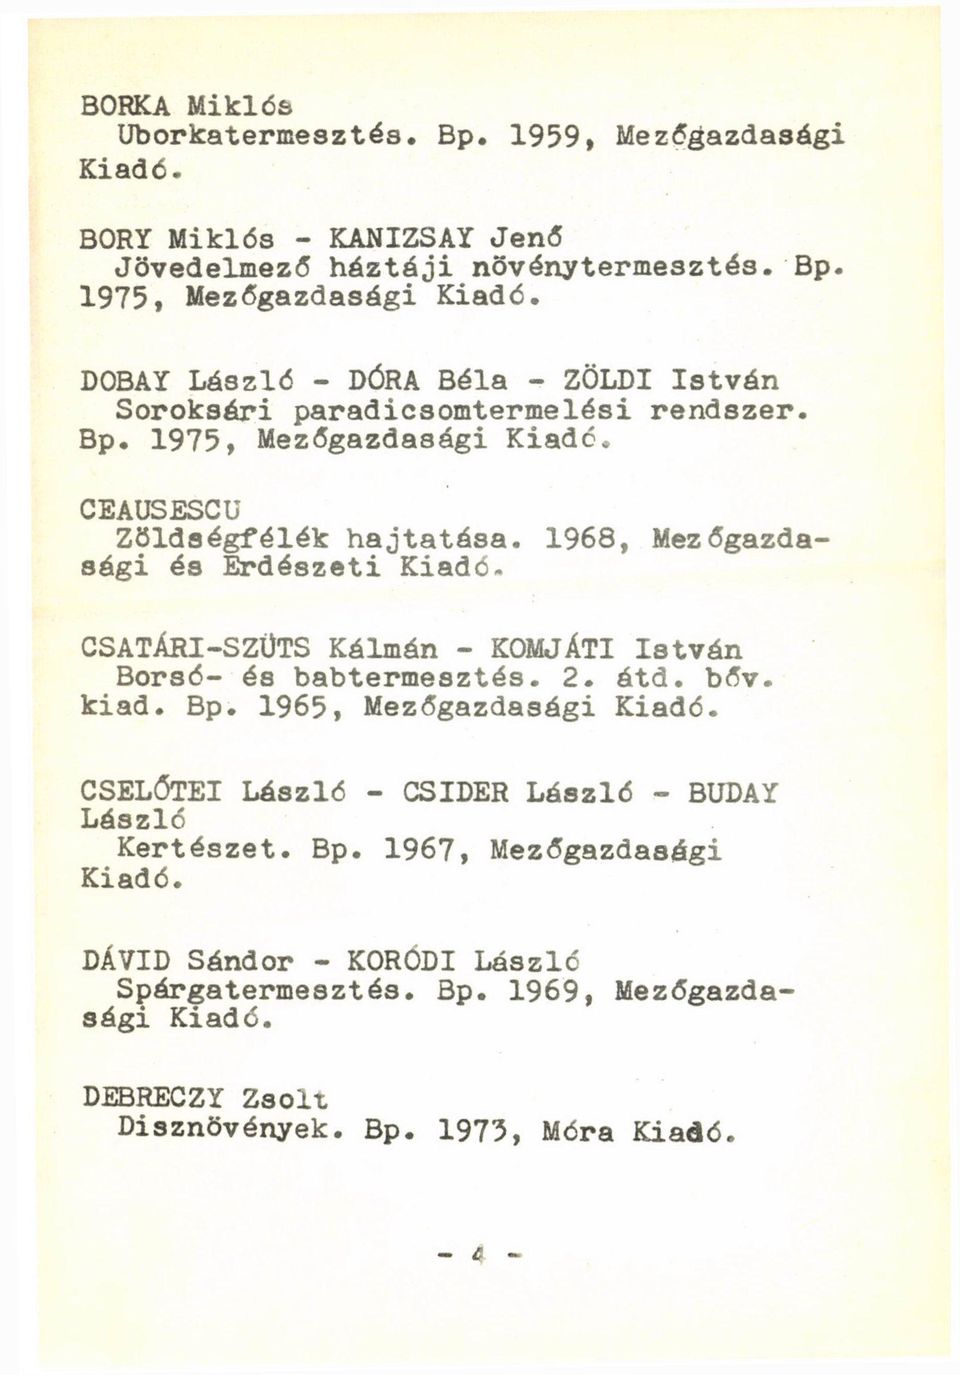 BORKA Miklós
Uborkatermesztés. Bp. 1959, Mezőgazdasági
Kiadó.
BORY Miklós - KANIZSAY Jenő
Jövedelmező háztáji növénytermesztés. Bp.
1975, Mezőgazdasági Kiadó.
DOBAY László - DÓRA Béla - ZÖLDI István
Soroksári paradicsomtermelési rendszer.
Bp. 1975, Mezőgazdasági Kiadó.
CEAUSESCU
Zöldségfélék hajtatása. 1968, Mezőgazda-
sági és Erdészeti Kiadó.
CSATÁRI-SZÜTS Kálmán - KOMJÁTI István
Borsó- és babtermesztés. 2. átd. bőv.
kiad. Bp. 1965, Mezőgazdasági Kiadó.
CSELŐTEI László - CSIDER László - BUDAY
László
Kertészet. Bp. 1967, Mezőgazdasági
Kiadó.
DÁVID Sándor - KORÓDI László
Spárgatermesztés. Bp. 1969, Mezőgazda-
sági Kiadó.
DEBRECZY Zsolt
Disznövények. Bp. 1973, Móra Kiadó.
- 4 -